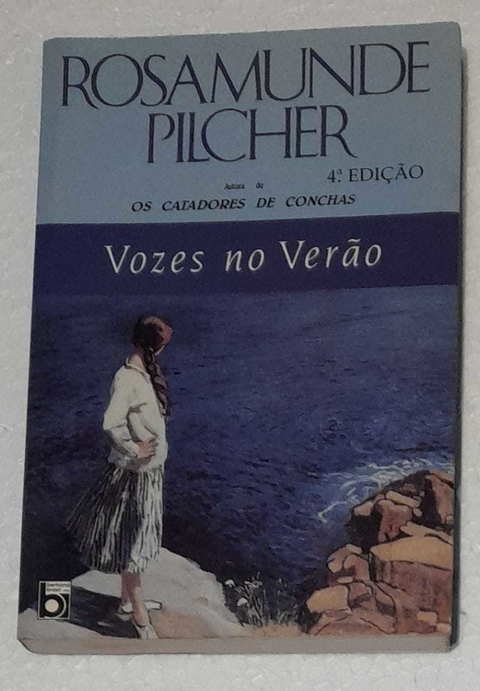 ROSAMUNDE
PILCHER
4ª EDIÇÃO
Autora de
OS CATADORES DE CONCHAS
Vozes no Verão